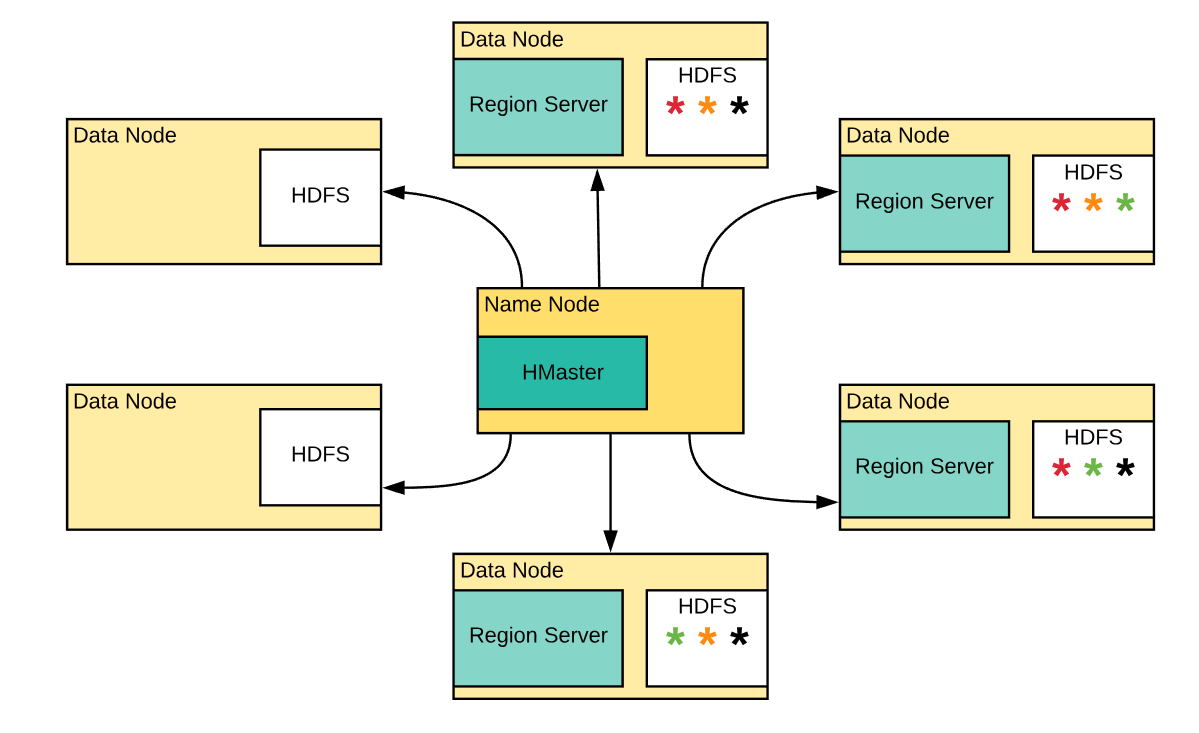 Data Node
Region Server
HDFS
* * *
Data Node
HDFS
Data Node
Region Server
HDFS
* * *
Name Node
HMaster
Data Node
HDFS
Data Node
Region Server
HDFS
* * *
Data Node
Region Server
HDFS
* * *